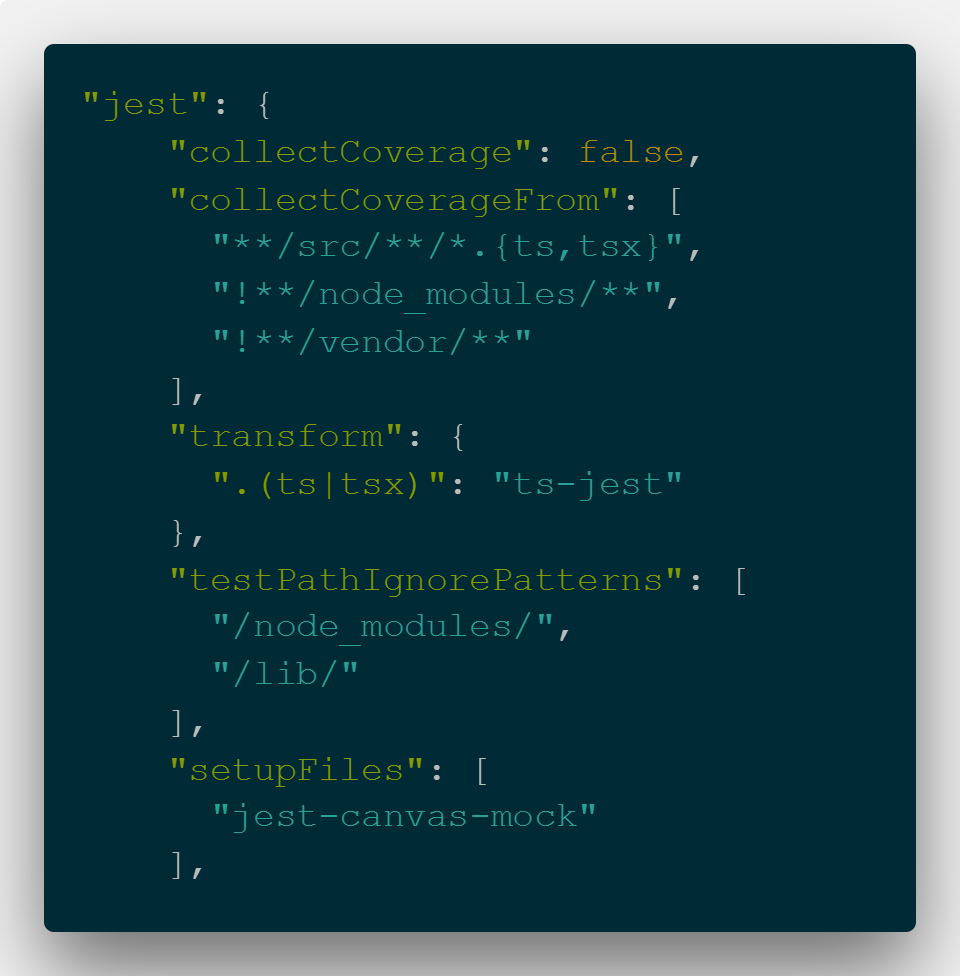 "jest": {
    "collectCoverage": false,
    "collectCoverageFrom": [
      "**/src/**/*.{ts,tsx}",
      "!**/node_modules/**",
      "!**/vendor/**"
    ],
    "transform": {
      ".(ts|tsx)": "ts-jest"
    },
    "testPathIgnorePatterns": [
      "/node_modules/",
      "/lib/"
    ],
    "setupFiles": [
      "jest-canvas-mock"
    ],